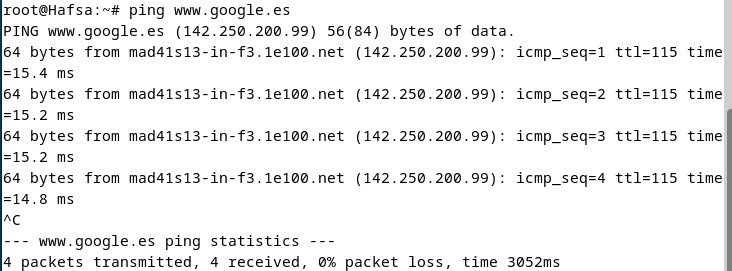 root@Hafsa:~# ping www.google.es
PING www.google.es (142.250.200.99) 56(84) bytes of data.
64 bytes from mad41s13-in-f3.1e100.net (142.250.200.99): icmp_seq=1 ttl=115 time
=15.4 ms
64 bytes from mad41s13-in-f3.1e100.net (142.250.200.99): icmp_seq=2 ttl=115 time
=15.2 ms
64 bytes from mad41s13-in-f3.1e100.net (142.250.200.99): icmp_seq=3 ttl=115 time
=15.2 ms
64 bytes from mad41s13-in-f3.1e100.net (142.250.200.99): icmp_seq=4 ttl=115 time
=14.8 ms
^C
--- www.google.es ping statistics ---
4 packets transmitted, 4 received, 0% packet loss, time 3052ms